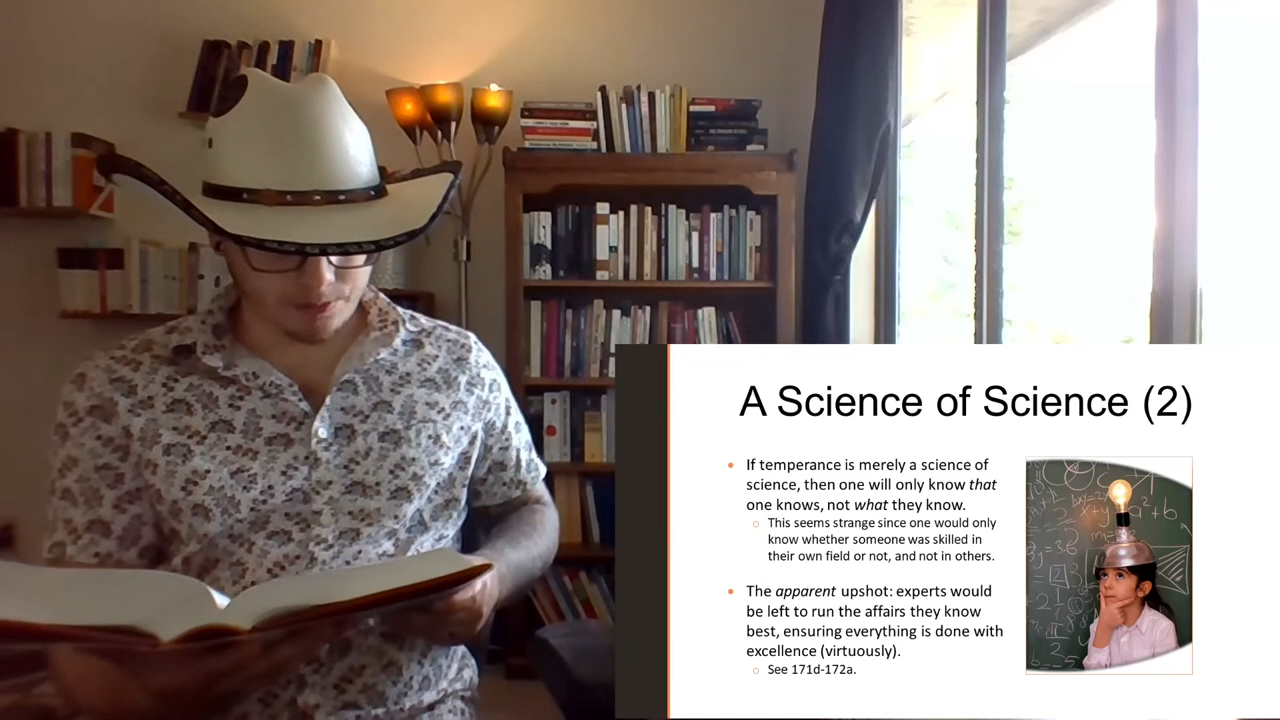 A Science of Science (2)
• If temperance is merely a science of
science, then one will only know that
one knows, not what they know.
○ This seems strange since one would only
know whether someone was skilled in
their own field or not, and not in others.
• The apparent upshot: experts would
be left to run the affairs they know
best, ensuring everything is done with
excellence (virtuously).
○ See 171d-172a.